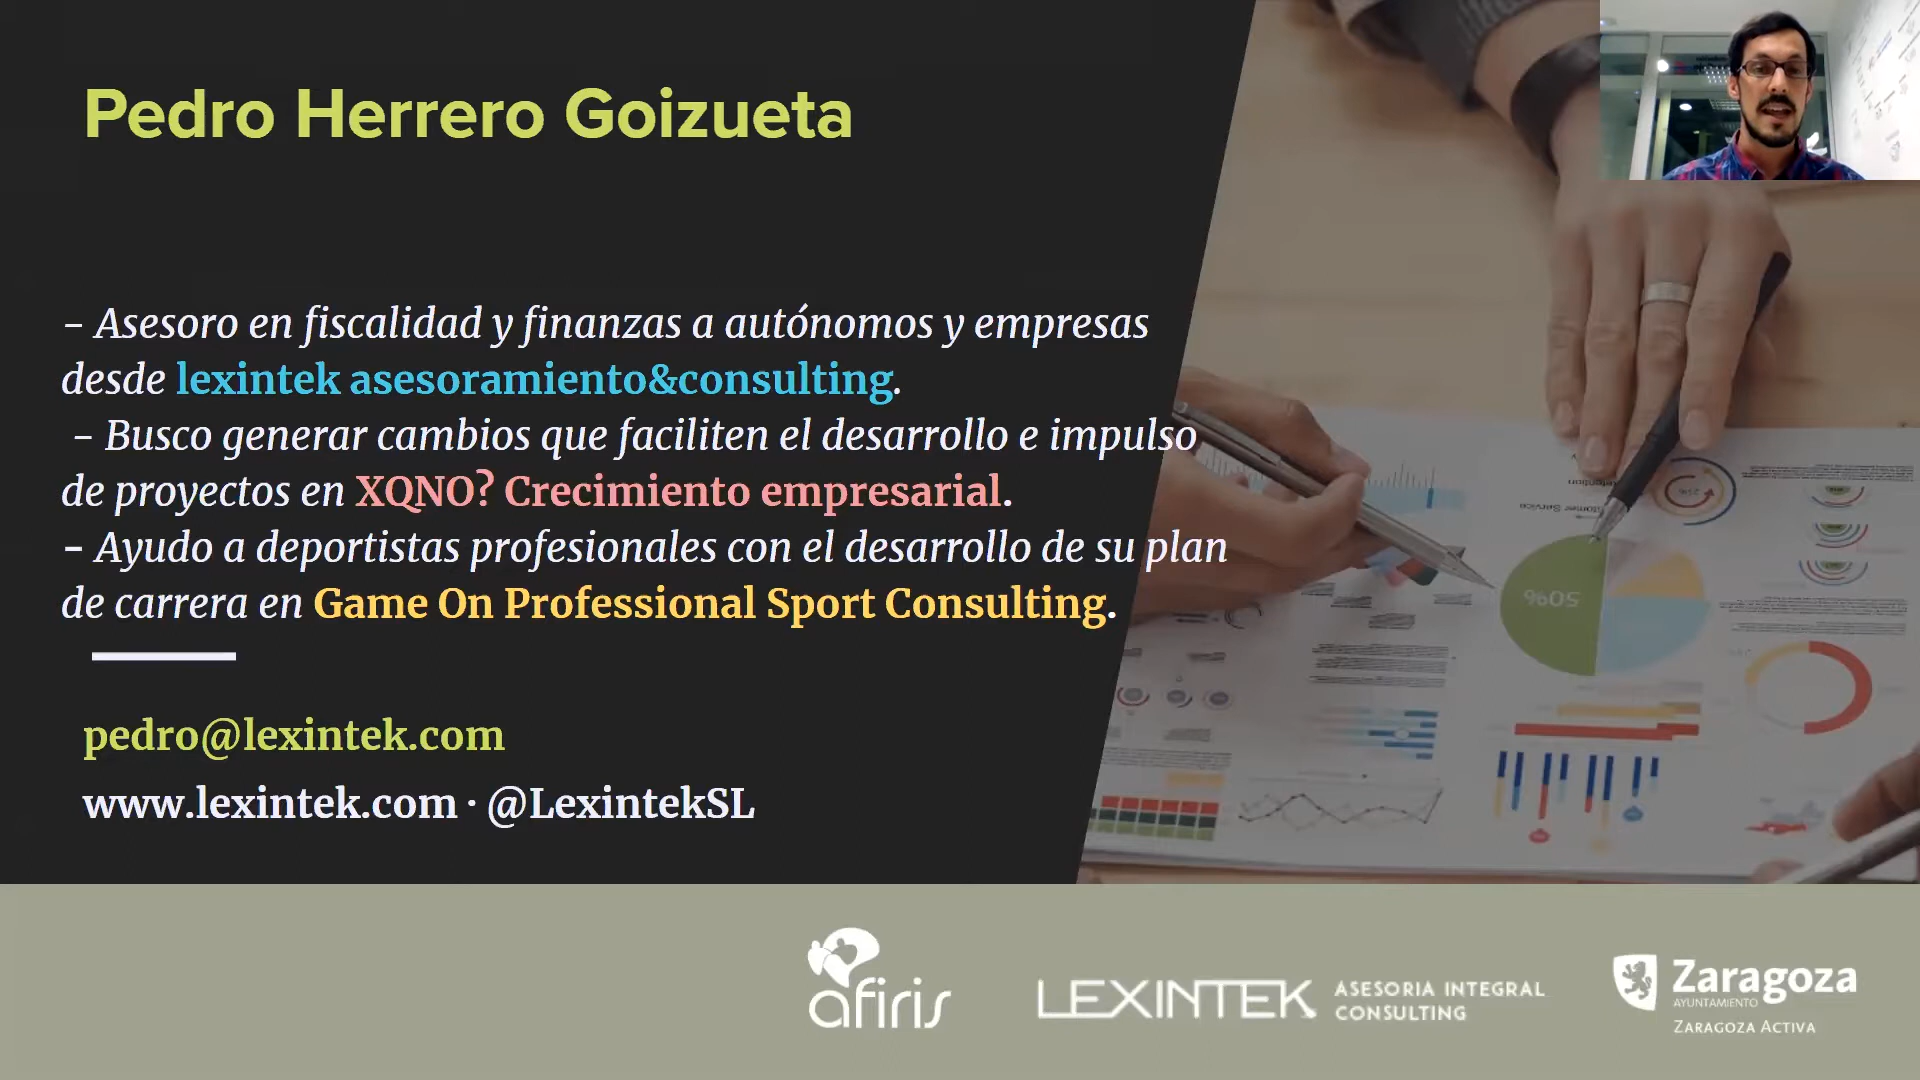 Pedro Herrero Goizueta
– Asesoro en fiscalidad y finanzas a autónomos y empresas
desde lexintek asesoramiento&consulting.
– Busco generar cambios que faciliten el desarrollo e impulso
de proyectos en XQNO? Crecimiento empresarial.
– Ayudo a deportistas profesionales con el desarrollo de su plan
de carrera en Game On Professional Sport Consulting.
pedro@lexintek.com
www.lexintek.com · @LexintekSL
50%
afiris
LEXINTEK
ASESORIA INTEGRAL
CONSULTING
Zaragoza
AYUNTAMIENTO
ZARAGOZA ACTIVA